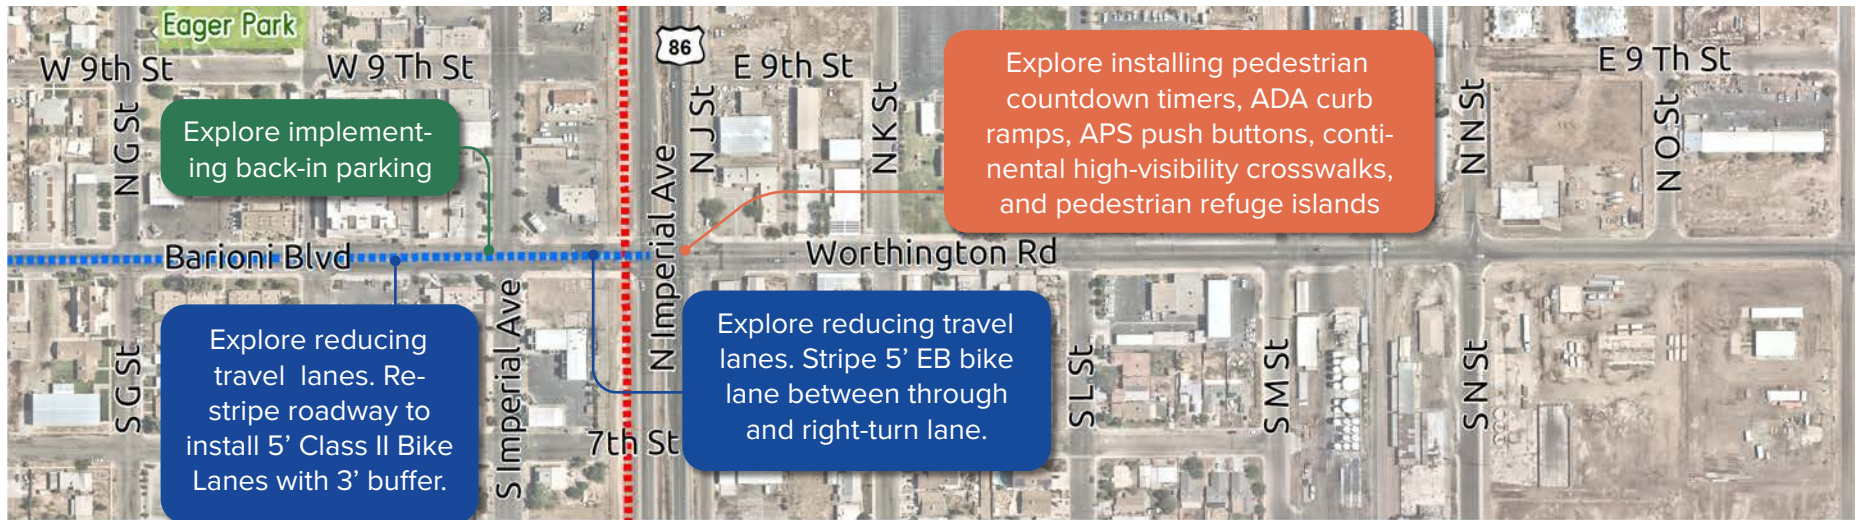 Eager Park
W 9th St
W 9 Th St
86
E 9th St
E 9 Th St
N G St
N J St
N K St
N N St
N O St
Explore implement-
ing back-in parking
Explore installing pedestrian
countdown timers, ADA curb
ramps, APS push buttons, conti-
nental high-visibility crosswalks,
and pedestrian refuge islands
N Imperial Ave
Barioni Blvd
Worthington Rd
Explore reducing
travel lanes. Re-
stripe roadway to
install 5’ Class II Bike
Lanes with 3’ buffer.
Explore reducing travel
lanes. Stripe 5’ EB bike
lane between through
and right-turn lane.
S G St
S Imperial Ave
7th St
S L St
S M St
S N St